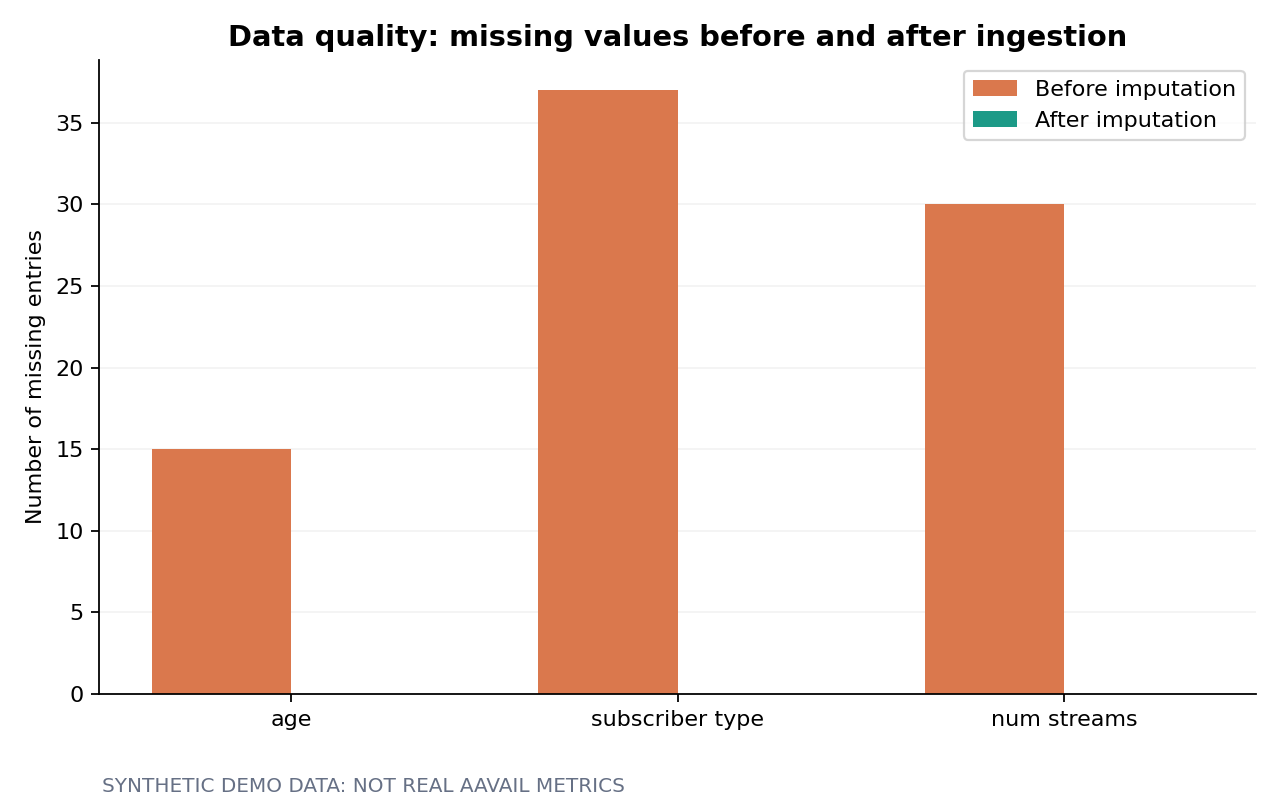 Data quality: missing values before and after ingestion
Before imputation
After imputation
Number of missing entries
35
30
25
20
15
10
5
0
age
subscriber type
num streams
SYNTHETIC DEMO DATA: NOT REAL AAVAIL METRICS